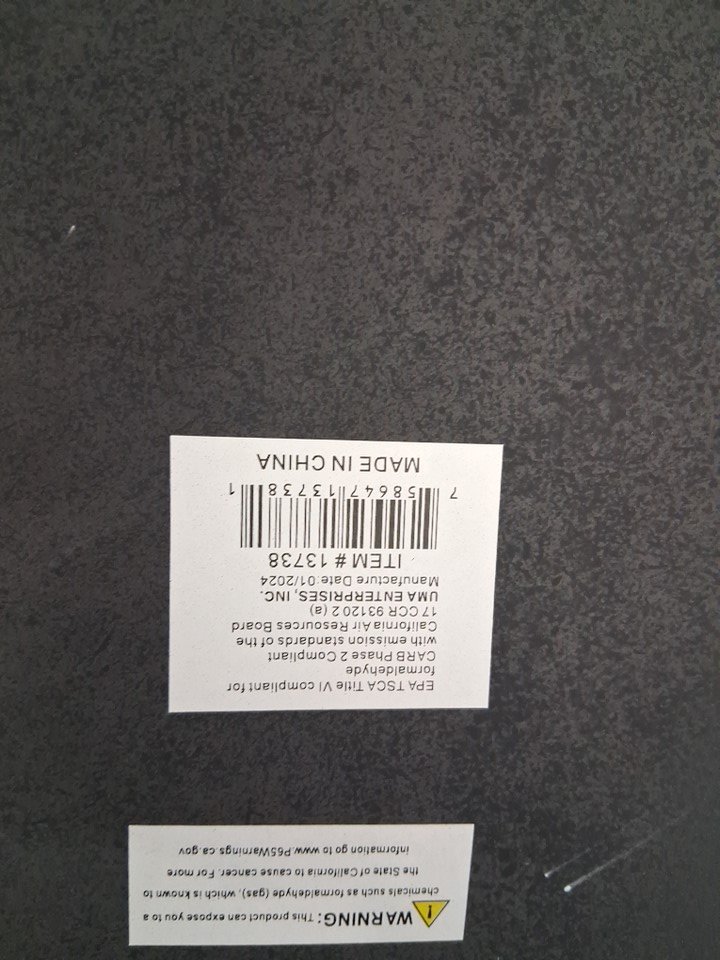 EPA TSCA Title VI compliant for
formaldehyde
CARB Phase 2 Compliant
with emission standards of the
California Air Resources Board
17 CCR 93120 2 (a)
UMA ENTERPRISES, INC.
Manufacture Date: 01/2024
ITEM # 13738
7 58647 13738 1
MADE IN CHINA
WARNING: This product can expose you to a
chemicals such as formaldehyde (gas), which is known to
the State of California to cause cancer. For more
information go to www.P65Warnings.ca.gov